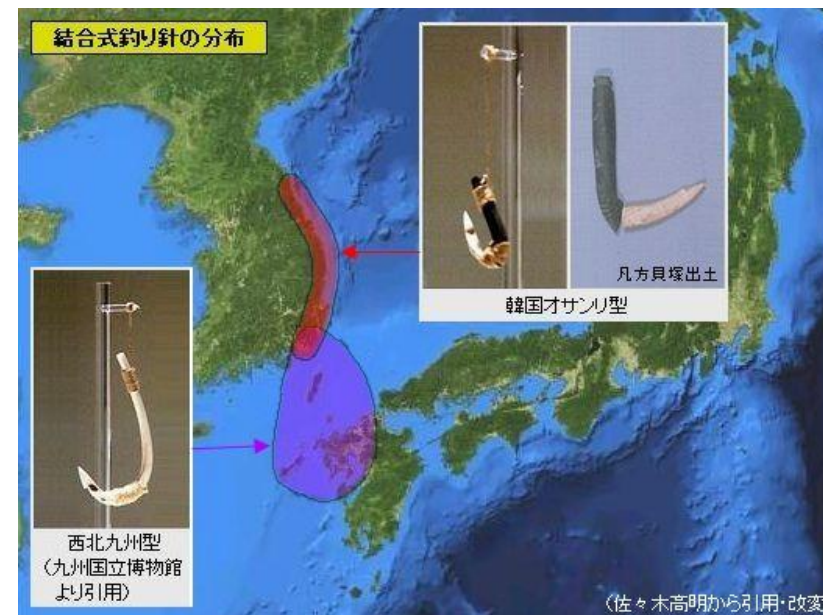 結合式釣り針の分布
凡方貝塚出土
韓国オサンリ型
西北九州型
（九州国立博物館
より引用）
（佐々木高明から引用・改変